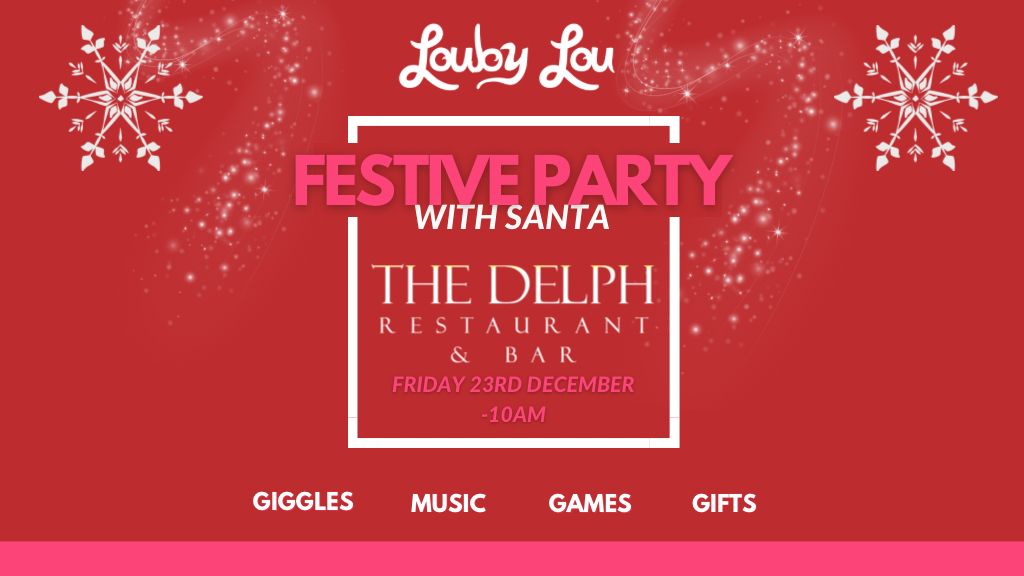 Louby Lou
FESTIVE PARTY
WITH SANTA
THE DELPH
RESTAURANT
& BAR
FRIDAY 23RD DECEMBER
-10AM
GIGGLES MUSIC GAMES GIFTS